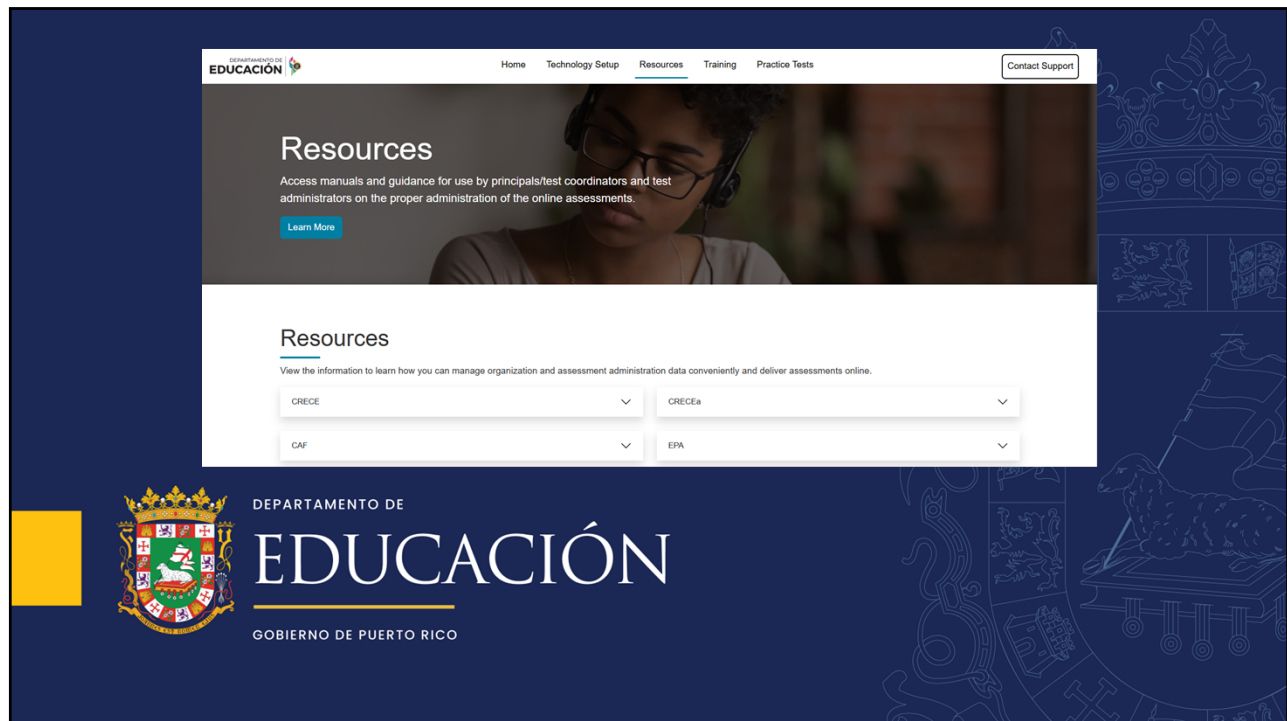 DEPARTAMENTO DE
EDUCACIÓN
Home Technology Setup Resources Training Practice Tests
Contact Support
Resources
Access manuals and guidance for use by principals/test coordinators and test
administrators on the proper administration of the online assessments.
Learn More
Resources
View the information to learn how you can manage organization and assessment administration data conveniently and deliver assessments online.
CRECE
CRECEa
CAF
EPA
DEPARTAMENTO DE
EDUCACIÓN
GOBIERNO DE PUERTO RICO